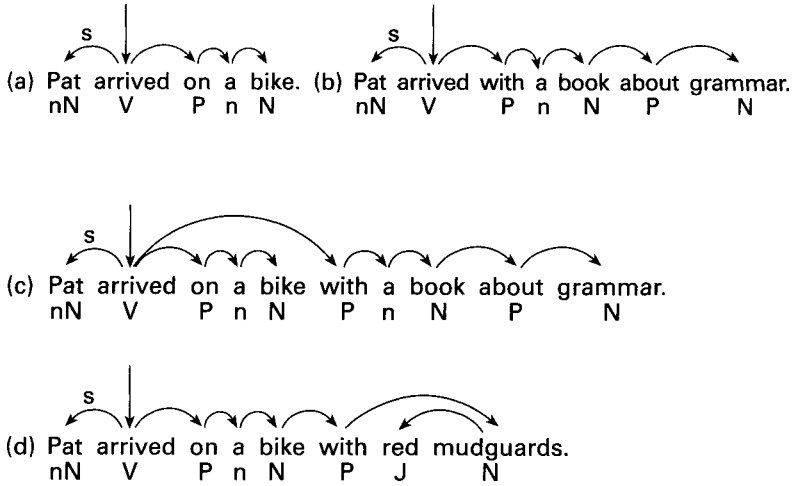 s s
(a) Pat arrived on a bike. (b) Pat arrived with a book about grammar.
nN V P n N nN V P n N P N
s
(c) Pat arrived on a bike with a book about grammar.
nN V P n N P n N P N
s
(d) Pat arrived on a bike with red mudguards.
nN V P n N P J N